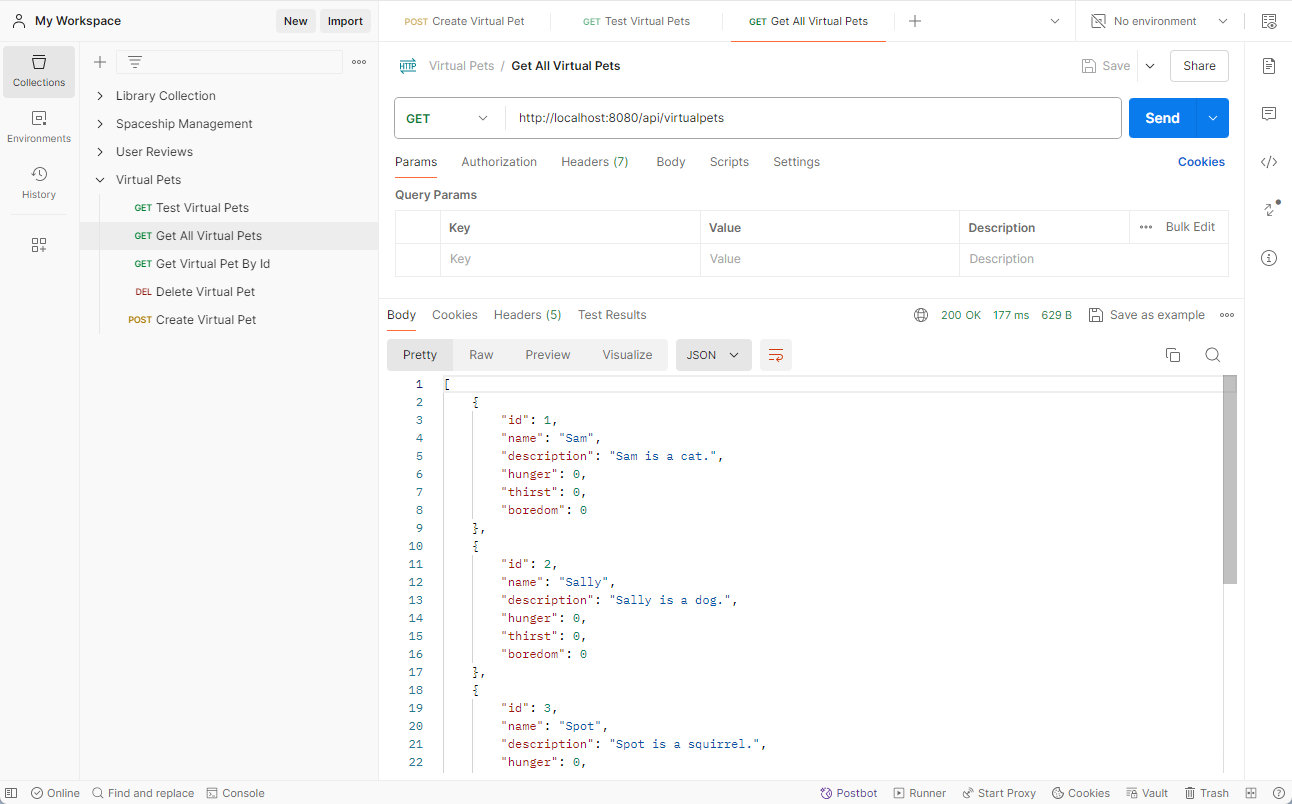 My Workspace New Import POST Create Virtual Pet GET Test Virtual Pets GET Get All Virtual Pets No environment
Collections
Environments
History
Library Collection
Spaceship Management
User Reviews
Virtual Pets
GET Test Virtual Pets
GET Get All Virtual Pets
GET Get Virtual Pet By Id
DEL Delete Virtual Pet
POST Create Virtual Pet
HTTP Virtual Pets / Get All Virtual Pets Save Share
GET http://localhost:8080/api/virtualpets Send
Params Authorization Headers (7) Body Scripts Settings Cookies
Query Params
Key Value Description Bulk Edit
Key Value Description
Body Cookies Headers (5) Test Results 200 OK 177 ms 629 B Save as example
Pretty Raw Preview Visualize JSON
1 [
2 {
3 "id": 1,
4 "name": "Sam",
5 "description": "Sam is a cat.",
6 "hunger": 0,
7 "thirst": 0,
8 "boredom": 0
9 },
10 {
11 "id": 2,
12 "name": "Sally",
13 "description": "Sally is a dog.",
14 "hunger": 0,
15 "thirst": 0,
16 "boredom": 0
17 },
18 {
19 "id": 3,
20 "name": "Spot",
21 "description": "Spot is a squirrel.",
22 "hunger": 0,
Online Find and replace Console Postbot Runner Start Proxy Cookies Vault Trash